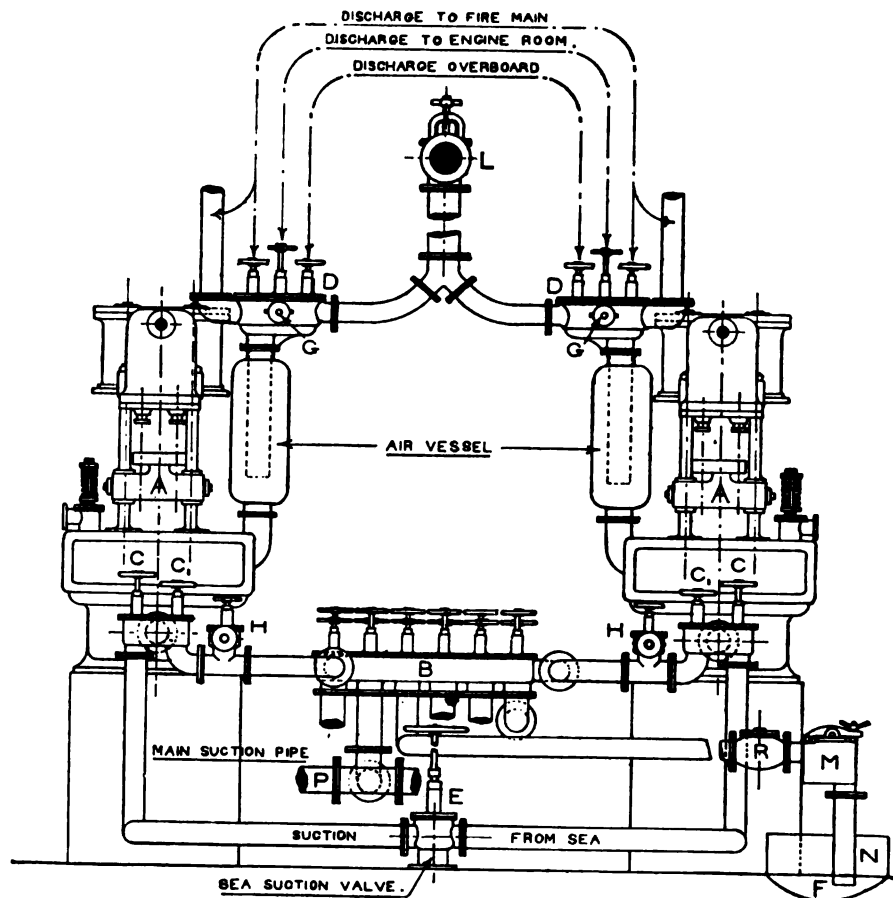 DISCHARGE TO FIRE MAIN
DISCHARGE TO ENGINE ROOM.
DISCHARGE OVERBOARD
L
D
D
G
G
AIR VESSEL
A
A
C
C₁
C₁
C
H
H
B
MAIN SUCTION PIPE
R
M
P
E
SUCTION
FROM SEA
N
F
SEA SUCTION VALVE.